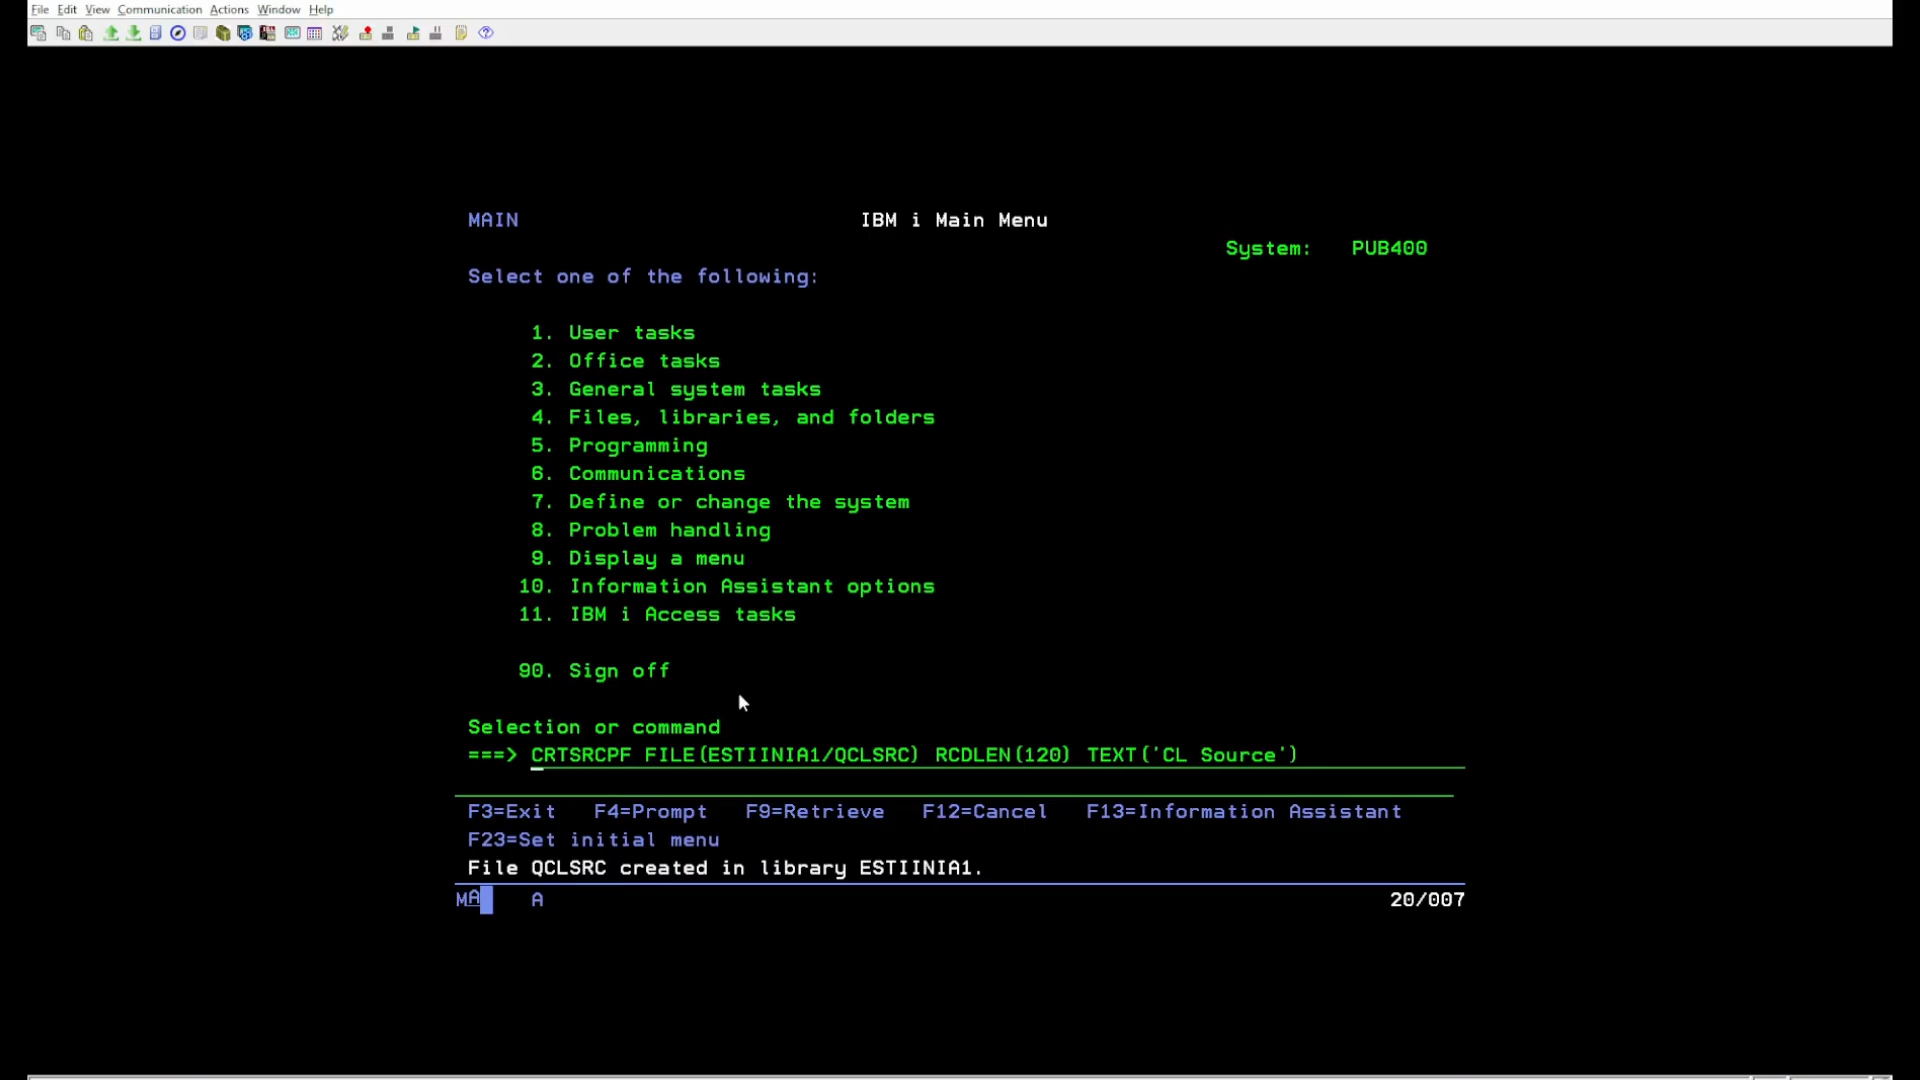 File Edit View Communication Actions Window Help
MAIN IBM i Main Menu
System: PUB400
Select one of the following:
1. User tasks
2. Office tasks
3. General system tasks
4. Files, libraries, and folders
5. Programming
6. Communications
7. Define or change the system
8. Problem handling
9. Display a menu
10. Information Assistant options
11. IBM i Access tasks
90. Sign off
Selection or command
===> CRTSRCPF FILE(ESTIINIA1/QCLSRC) RCDLEN(120) TEXT('CL Source')
F3=Exit F4=Prompt F9=Retrieve F12=Cancel F13=Information Assistant
F23=Set initial menu
File QCLSRC created in library ESTIINIA1.
MA A 20/007